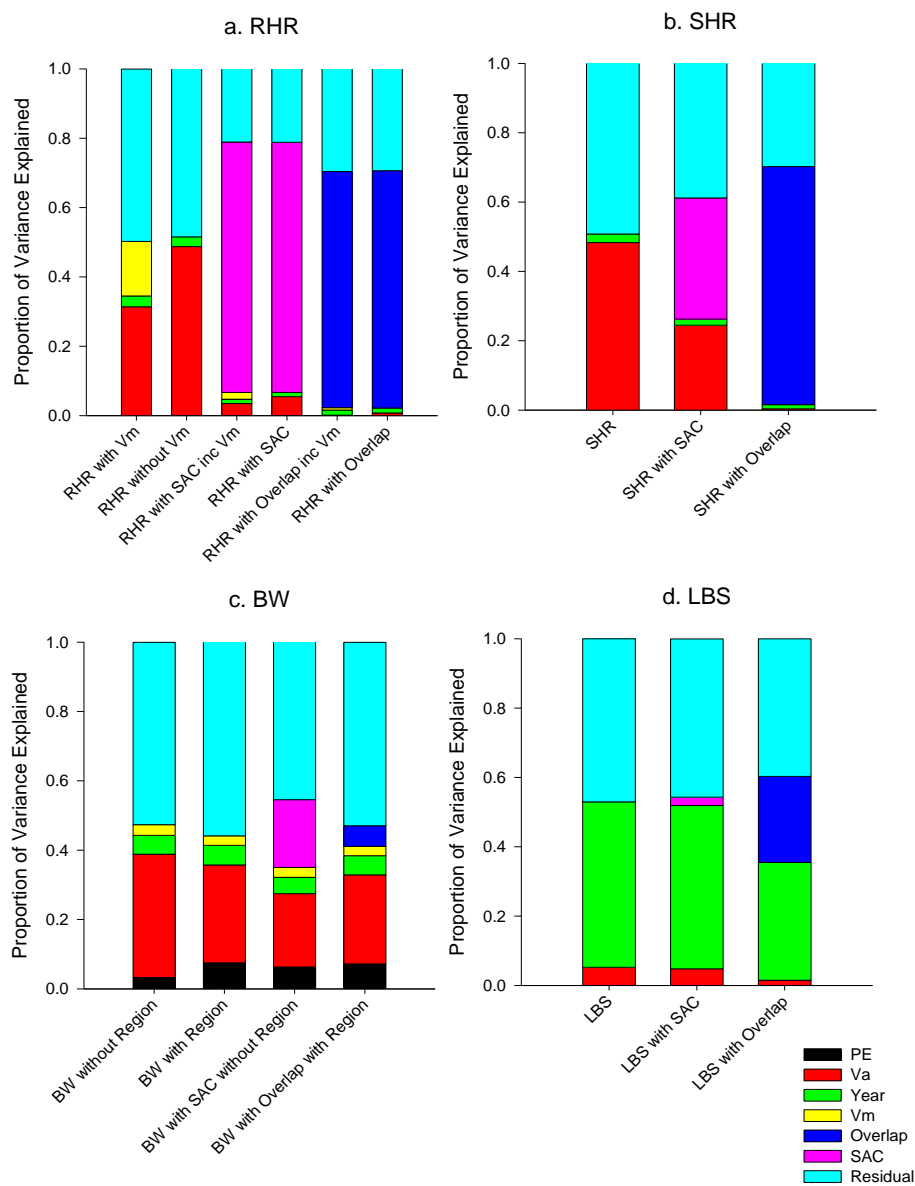 a. RHR
Proportion of Variance Explained
1.0
0.8
0.6
0.4
0.2
0.0
RHR with Vm
RHR without Vm
RHR with SAC inc Vm
RHR with SAC
RHR with Overlap inc Vm
RHR with Overlap
b. SHR
Proportion of Variance Explained
1.0
0.8
0.6
0.4
0.2
0.0
SHR
SHR with SAC
SHR with Overlap
c. BW
Proportion of Variance Explained
1.0
0.8
0.6
0.4
0.2
0.0
BW without Region
BW with Region
BW with SAC without Region
BW with Overlap with Region
d. LBS
Proportion of Variance Explained
1.0
0.8
0.6
0.4
0.2
0.0
LBS
LBS with SAC
LBS with Overlap
PE
Va
Year
Vm
Overlap
SAC
Residual